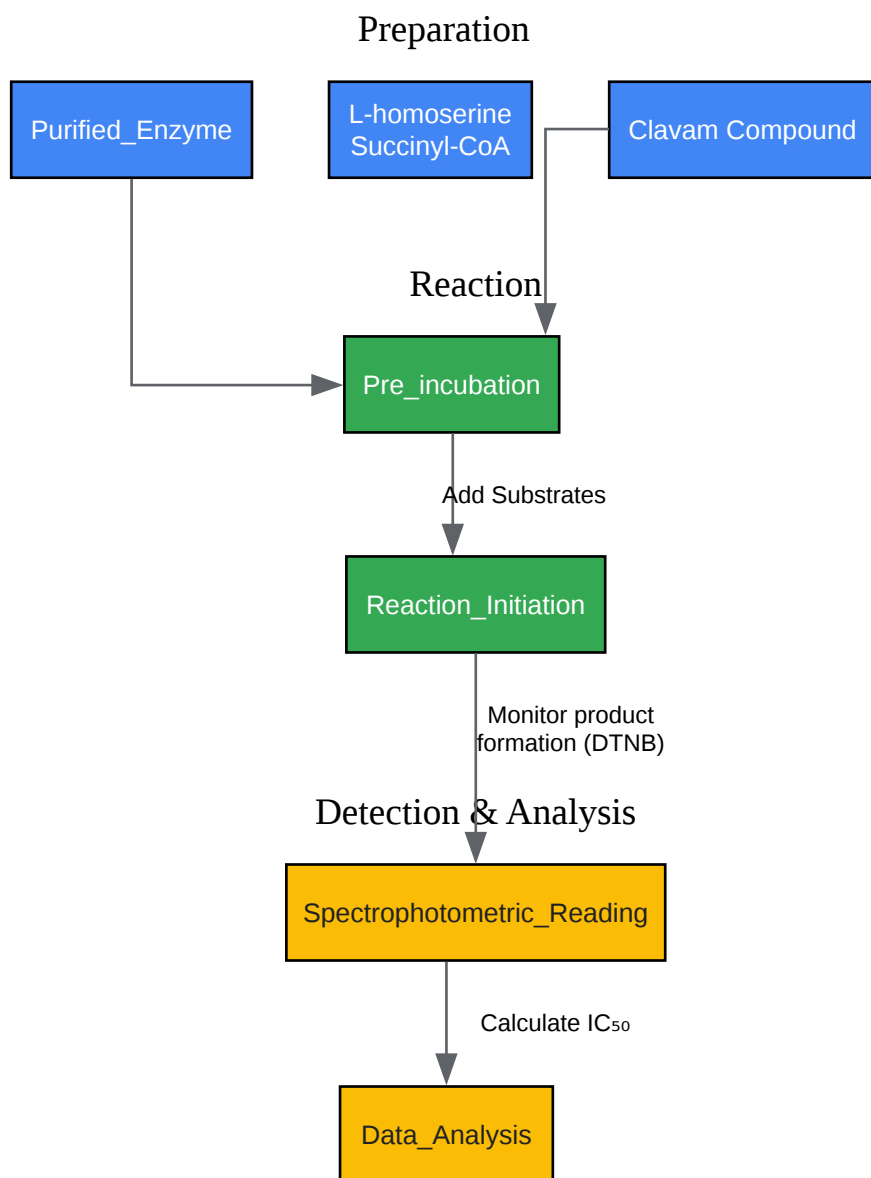 Preparation
Purified_Enzyme
L-homoserine
Succinyl-CoA
Clavam Compound
Reaction
Pre_incubation
Add Substrates
Reaction_Initiation
Monitor product
formation (DTNB)
Detection & Analysis
Spectrophotometric_Reading
Calculate IC₅₀
Data_Analysis